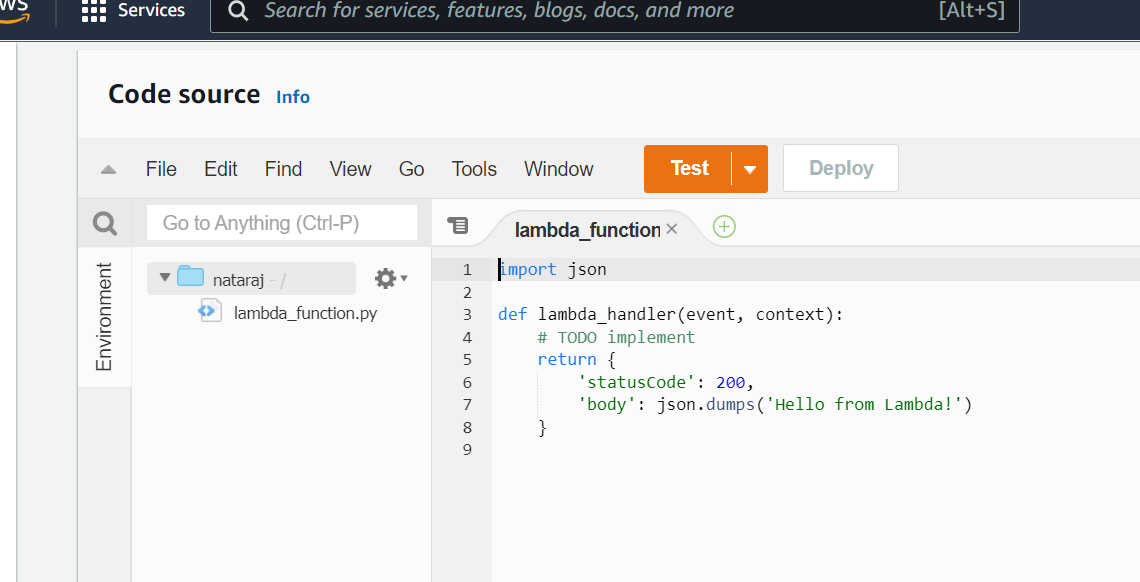 WS
Services
Search for services, features, blogs, docs, and more
[Alt+S]
Code source Info
File Edit Find View Go Tools Window Test Deploy
Go to Anything (Ctrl-P)
lambda_function
Environment
nataraj - /
lambda_function.py
1 import json
2
3 def lambda_handler(event, context):
4 # TODO implement
5 return {
6 'statusCode': 200,
7 'body': json.dumps('Hello from Lambda!')
8 }
9